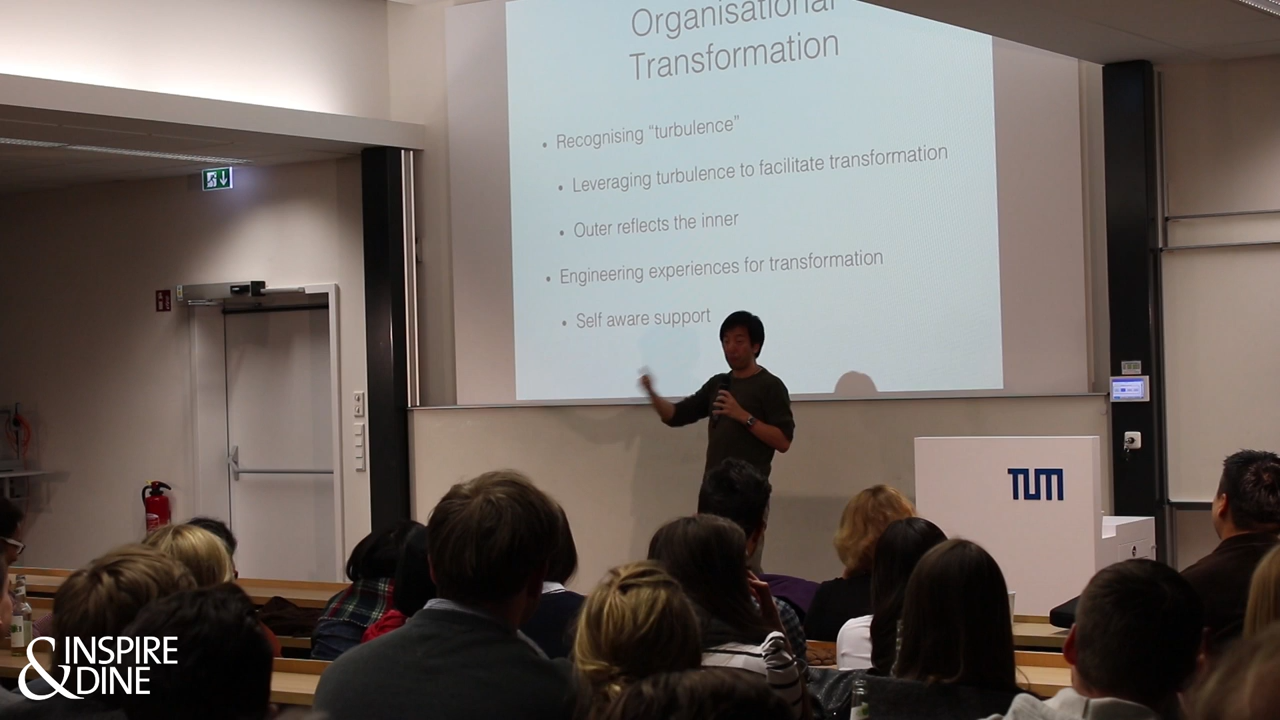 Organisational
Transformation
• Recognising “turbulence”
• Leveraging turbulence to facilitate transformation
• Outer reflects the inner
• Engineering experiences for transformation
• Self aware support
TUM
INSPIRE
&DINE